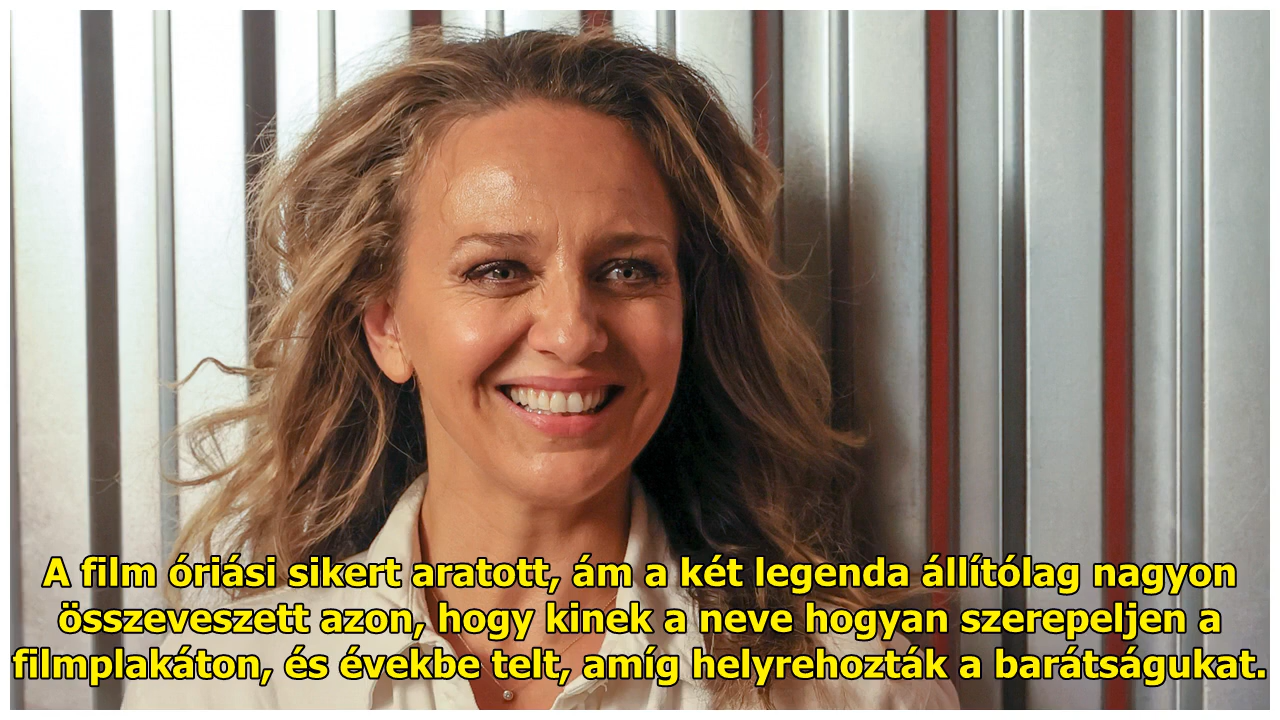 A film óriási sikert aratott, ám a két legenda állítólag nagyon
összeveszett azon, hogy kinek a neve hogyan szerepeljen a
filmplakáton, és évekbe telt, amíg helyrehozták a barátságukat.